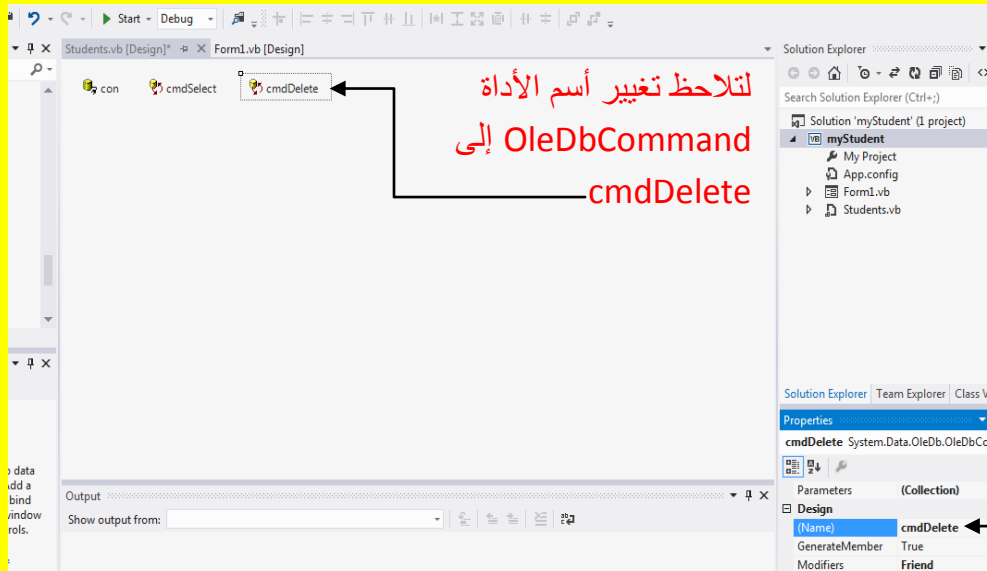 Start
Debug
Students.vb [Design]*
Form1.vb [Design]
Solution Explorer
con
cmdSelect
cmdDelete
لتلاحظ تغيير أسم الأداة
OleDbCommand إلى
cmdDelete
Search Solution Explorer (Ctrl+;)
Solution 'myStudent' (1 project)
VB myStudent
My Project
App.config
Form1.vb
Students.vb
Solution Explorer Team Explorer Class V
Properties
cmdDelete System.Data.OleDb.OleDbCo
Parameters (Collection)
Design
(Name) cmdDelete
GenerateMember True
Modifiers Friend
data
add a
bind
window
rols.
Output
Show output from: